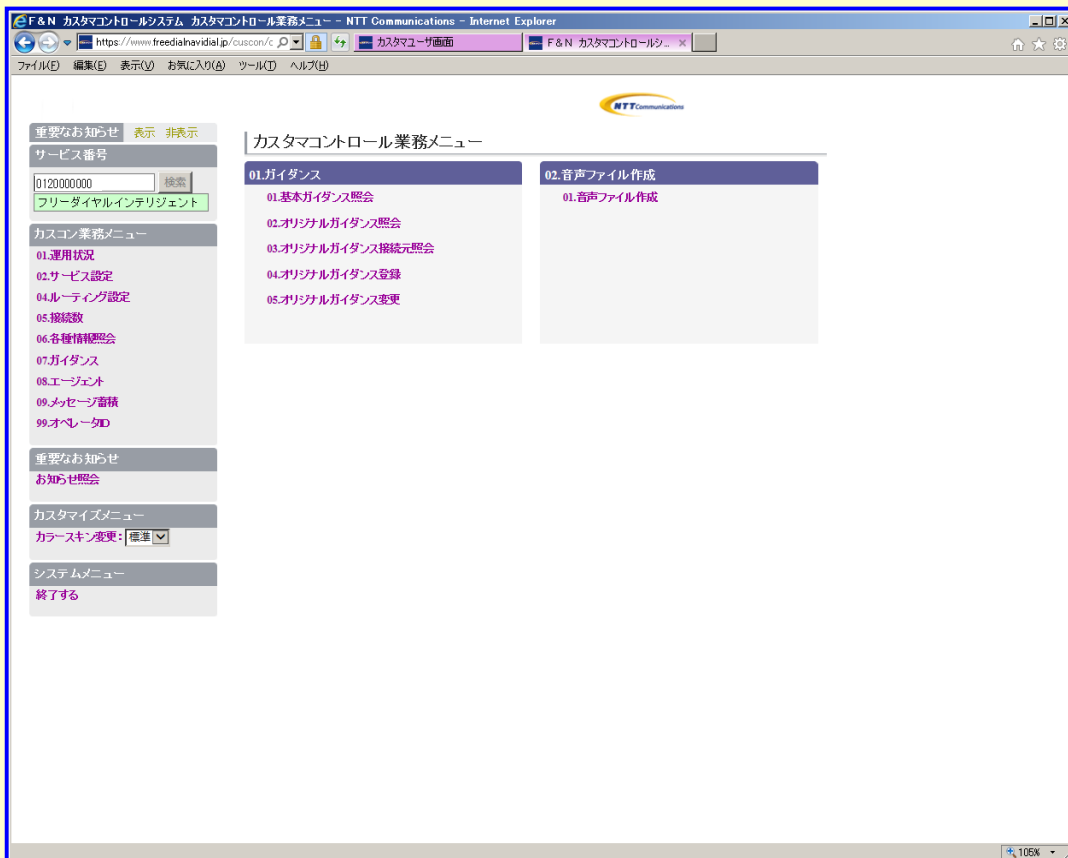 F&N カスタマコントロールシステム カスタマコントロール業務メニュー - NTT Communications - Internet Explorer
https://www.freedialnavidial.jp/cuscon/c
カスタマユーザ画面
F&N カスタマコントロールシ...
ファイル(F) 編集(E) 表示(V) お気に入り(A) ツール(T) ヘルプ(H)
NTT Communications
重要なお知らせ 表示 非表示
サービス番号
0120000000 検索
フリーダイヤルインテリジェント
カスコン業務メニュー
01.運用状況
02.サービス設定
04.ルーティング設定
05.接続数
06.各種情報照会
07.ガイダンス
08.エージェント
09.メッセージ蓄積
99.オペレータID
重要なお知らせ
お知らせ照会
カスタマイズメニュー
カラースキン変更: 標準
システムメニュー
終了する
カスタマコントロール業務メニュー
01.ガイダンス
01.基本ガイダンス照会
02.オリジナルガイダンス照会
03.オリジナルガイダンス接続元照会
04.オリジナルガイダンス登録
05.オリジナルガイダンス変更
02.音声ファイル作成
01.音声ファイル作成
105%